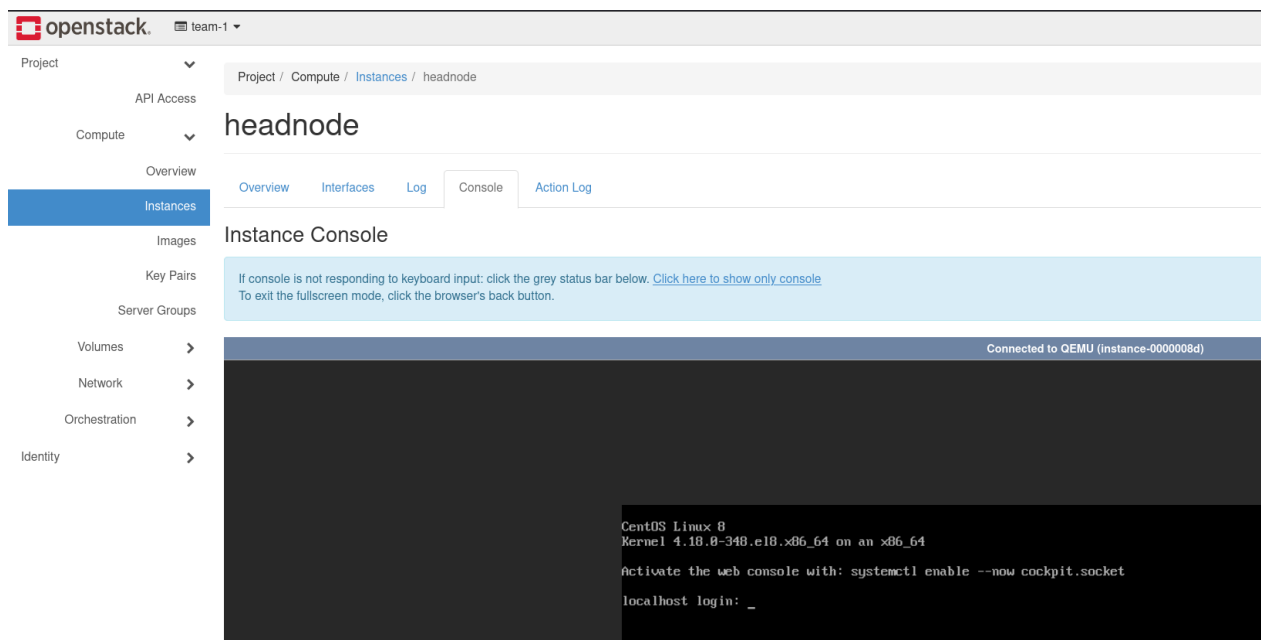 openstack. team-1
Project
API Access
Compute
Overview
Instances
Images
Key Pairs
Server Groups
Volumes
Network
Orchestration
Identity
Project / Compute / Instances / headnode
headnode
Overview Interfaces Log Console Action Log
Instance Console
If console is not responding to keyboard input: click the grey status bar below. Click here to show only console
To exit the fullscreen mode, click the browser's back button.
Connected to QEMU (instance-0000008d)
CentOS Linux 8
Kernel 4.18.0-348.el8.x86_64 on an x86_64
Activate the web console with: systemctl enable --now cockpit.socket
localhost login: _